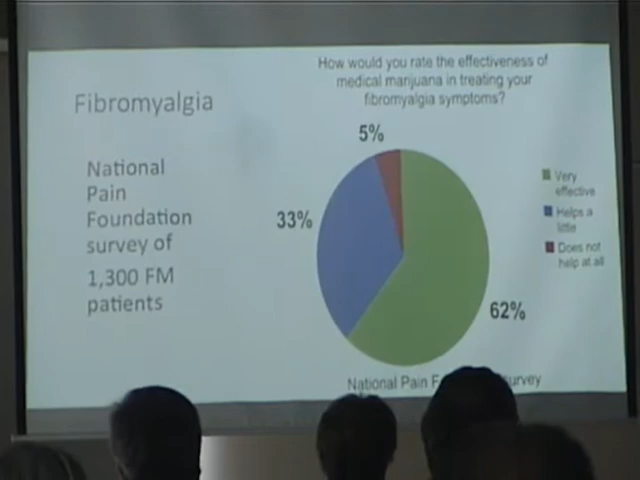 Fibromyalgia
National
Pain
Foundation
survey of
1,300 FM
patients
How would you rate the effectiveness of
medical marijuana in treating your
fibromyalgia symptoms?
5%
33%
62%
Very
effective
Helps a
little
Does not
help at all
National Pain F survey